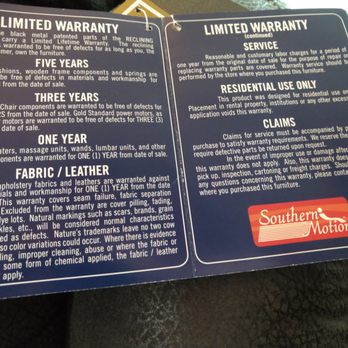 LIMITED WARRANTY
black metal patented parts of the RECLINING
carry a Limited Lifetime Warranty. The reclining
warranted to be free of defects for as long as you, the
mer, own the furniture.
FIVE YEARS
hions, wooden frame components and springs are
be free of defects in materials and workmanship for
from the date of sale.
THREE YEARS
Chair components are warranted to be free of defects for
RS from the date of sale. Gold Standard power motors, as
motors are warranted to be free of defects for THREE (3)
date of sale.
ONE YEAR
aters, massage units, wands, lumbar units, and other
ponents are warranted for ONE (1) YEAR from date of sale.
FABRIC / LEATHER
pholstery fabrics and leathers are warranted against
ials and workmanship for ONE (1) YEAR from the date
This warranty covers seam failure, fabric separation
Excluded from the warranty are cover pilling, fading,
ye lots. Natural markings such as scars, brands, grain
kles, etc., will be considered normal characteristics
ed as defects. Nature's trademarks leave no two cow
so color variations could occur. Where there is evidence
ling, improper cleaning, abuse or where the fabric or
some form of chemical applied, the fabric / leather
apply.
LIMITED WARRANTY
(continued)
SERVICE
Reasonable and customary labor charges for a period of
one year from the original date of sale for the purpose of repair or
replacing warranty parts are covered. Warranty service should be
performed by the store where you purchased this furniture.
RESIDENTIAL USE ONLY
This product was designed for residential use on
Placement in rental property, institutions or any other exces
application voids this warranty.
CLAIMS
Claims for service must be accompanied by p
purchase to satisfy warranty requirements. We reserve the
require defective parts be returned upon request.
In the event of improper use or damage afte
this warranty does not apply. Also, this warranty does
pick up, inspection, cartoning or freight charges. Shoul
any questions concerning this warranty, please conta
where you purchased this furniture.
Southern
Motion